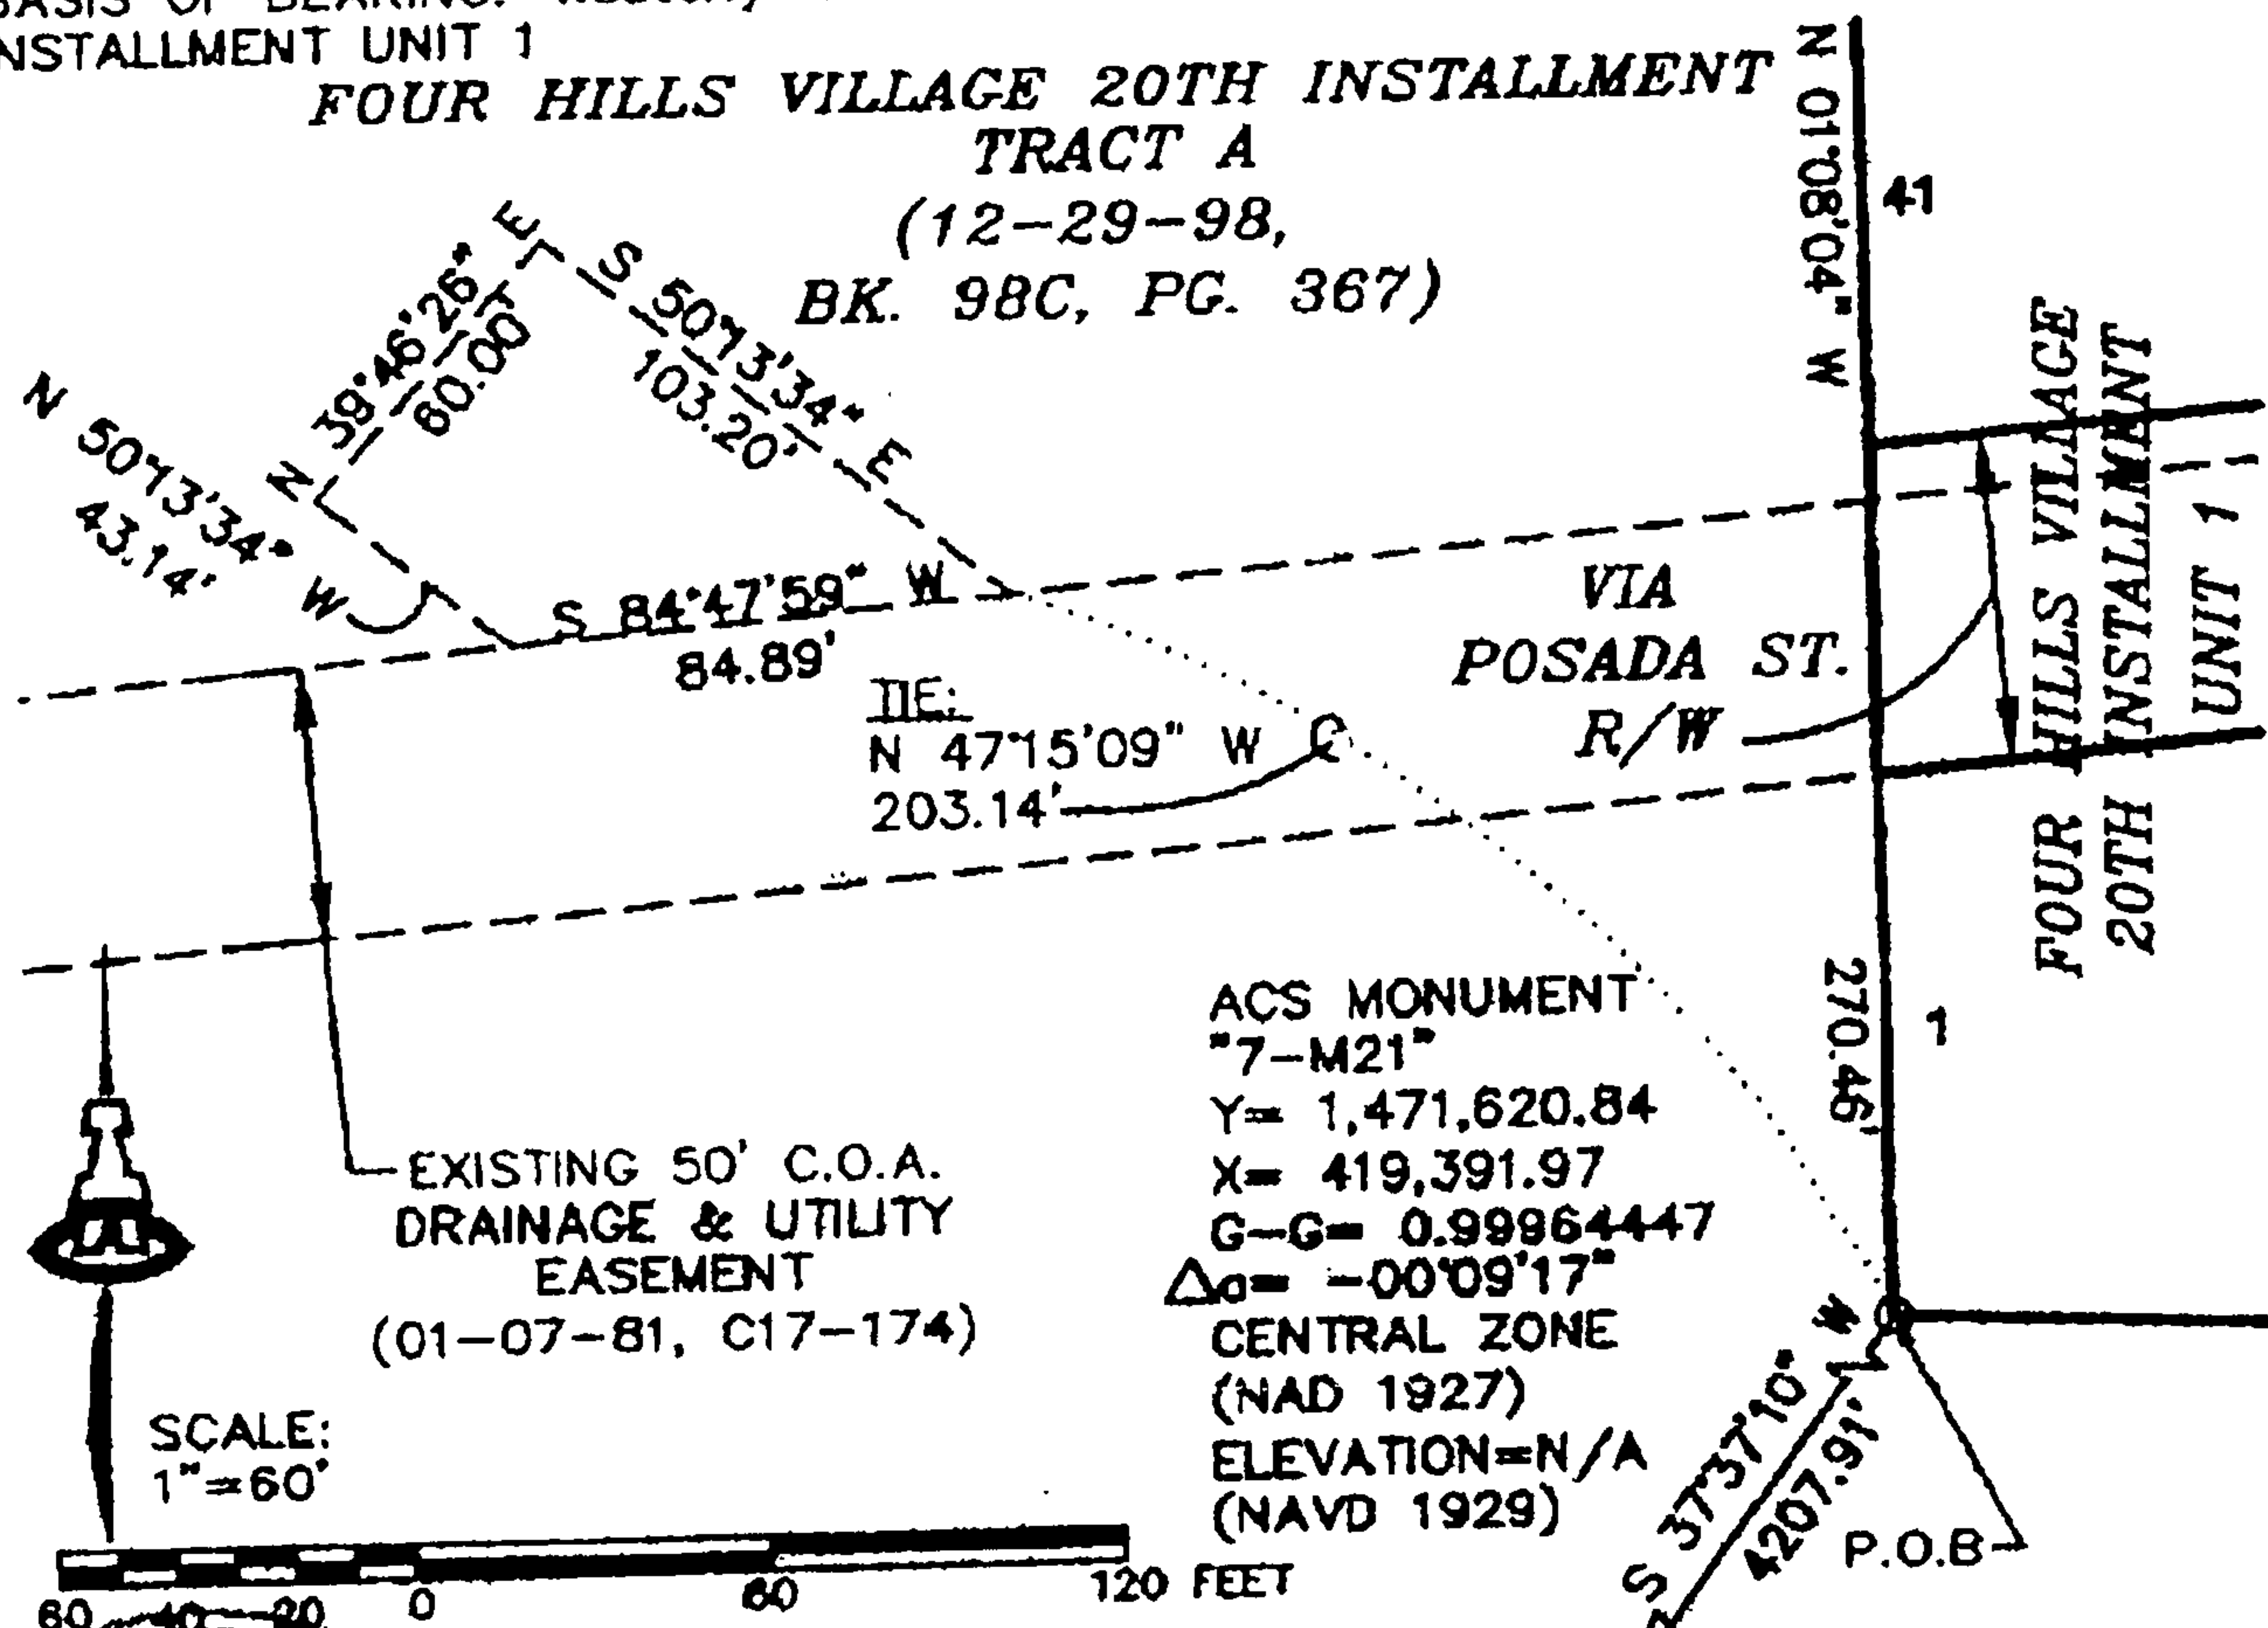 INSTALLMENT UNIT 1
FOUR HILLS VILLAGE 20TH INSTALLMENT
TRACT A
(12-29-98,
BK. 98C, PG. 367)
N 01°08'04" W
41
N 39°46'26" E
60.00'
S 50°13'34" E
103.20'
N 50°13'34" W
43.14'
S 84°47'59" W
84.89'
TIE:
N 47°15'09" W
203.14'
VIA
POSADA ST.
R/W
FOUR HILLS VILLAGE
20TH INSTALLMENT
UNIT 1
270.46'
1
ACS MONUMENT
"7-M21"
Y= 1,471,620.84
X= 419,391.97
G-G= 0.99964447
Δα= -00°09'17"
CENTRAL ZONE
(NAD 1927)
ELEVATION=N/A
(NAVD 1929)
EXISTING 50' C.O.A.
DRAINAGE & UTILITY
EASEMENT
(01-07-81, C17-174)
SCALE:
1"=60'
60 40 20 0 60 120 FEET
S 37°37'10" W
4207.91'
P.O.B